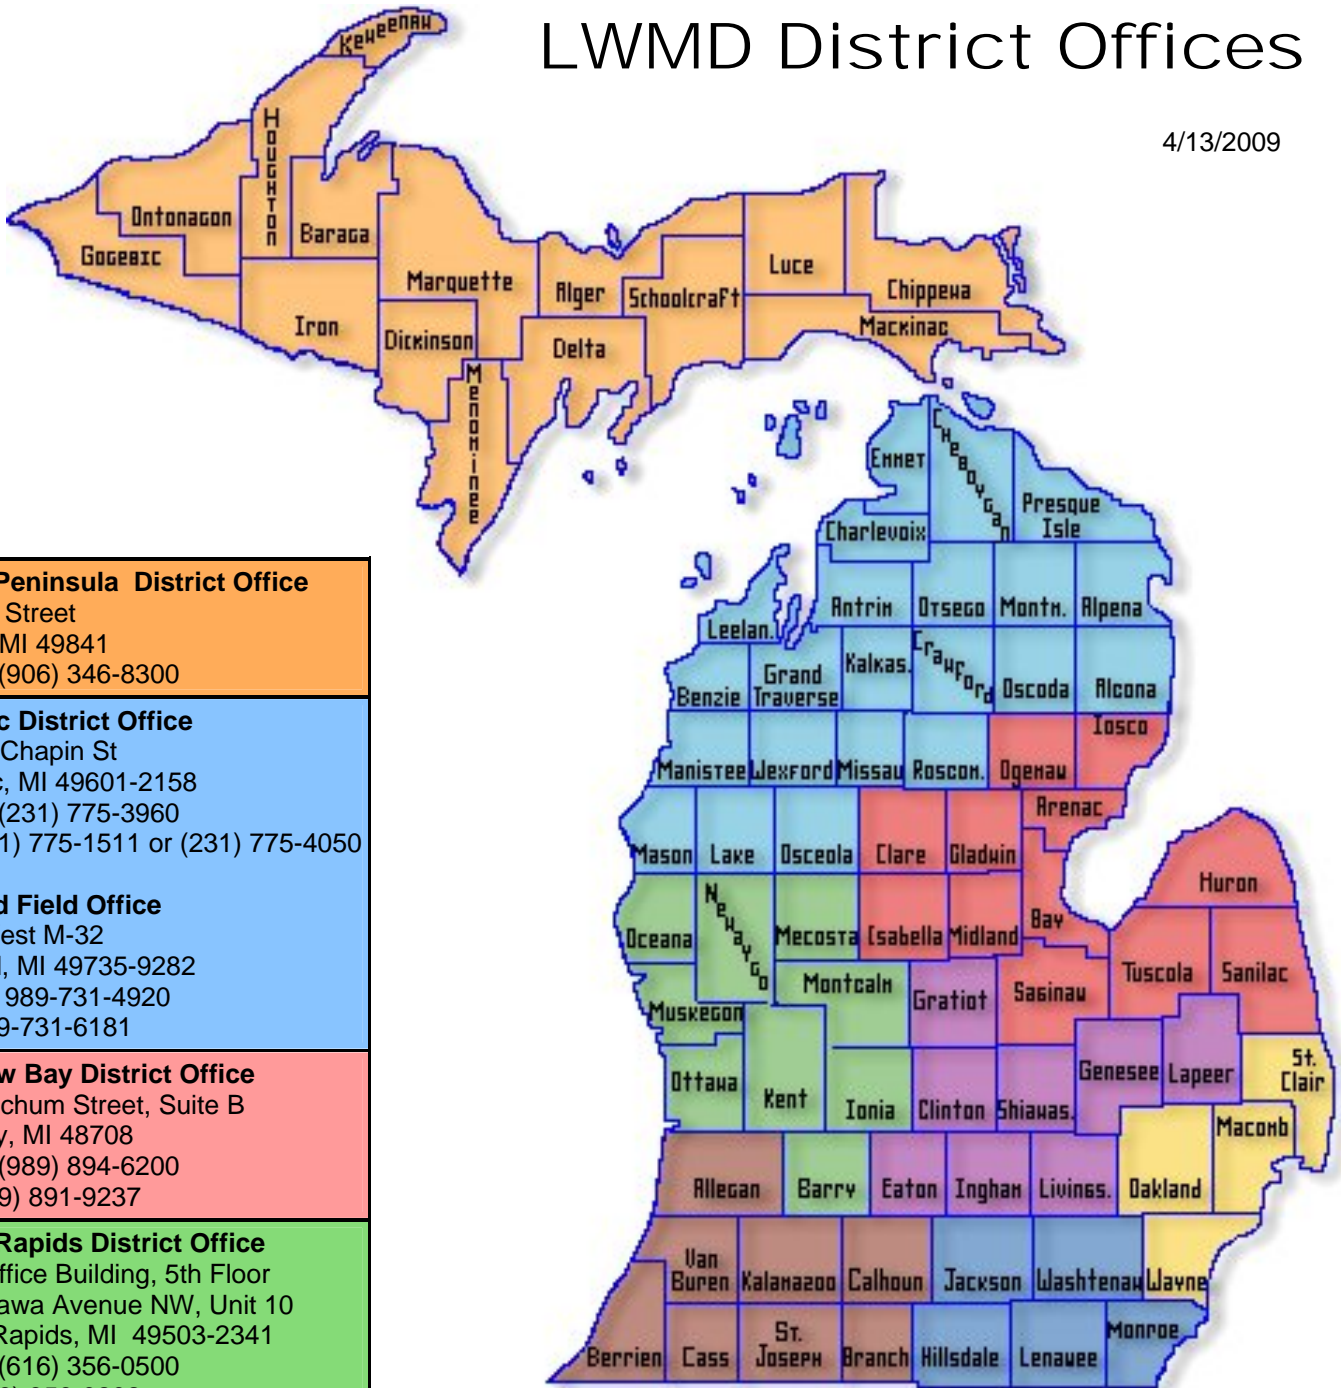 LWMD District Offices
4/13/2009
Keweenaw
Houghton
Ontonagon
Baraga
Gogebic
Marquette
Alger
Schoolcraft
Luce
Chippewa
Iron
Dickinson
Delta
Mackinac
Menominee
Emmet
Cheboygan
Presque
Isle
Charlevoix
Antrim
Otsego
Montm.
Alpena
Leelan.
Benzie
Grand
Traverse
Kalkas.
Crawford
Oscoda
Alcona
Manistee
Wexford
Missau
Roscom.
Ogemaw
Iosco
Arenac
Mason
Lake
Osceola
Clare
Gladwin
Huron
Oceana
Newaygo
Mecosta
Isabella
Midland
Bay
Tuscola
Sanilac
Muskegon
Montcalm
Gratiot
Saginaw
Ottawa
Kent
Ionia
Clinton
Shiawas.
Genesee
Lapeer
St.
Clair
Macomb
Allegan
Barry
Eaton
Ingham
Livings.
Oakland
Van
Buren
Kalamazoo
Calhoun
Jackson
Washtenaw
Wayne
Berrien
Cass
St.
Joseph
Branch
Hillsdale
Lenawee
Monroe
Peninsula District Office
Street
MI 49841
(906) 346-8300
c District Office
Chapin St
c, MI 49601-2158
(231) 775-3960
1) 775-1511 or (231) 775-4050
d Field Office
est M-32
l, MI 49735-9282
989-731-4920
9-731-6181
w Bay District Office
chum Street, Suite B
y, MI 48708
(989) 894-6200
9) 891-9237
Rapids District Office
ffice Building, 5th Floor
awa Avenue NW, Unit 10
Rapids, MI 49503-2341
(616) 356-0500